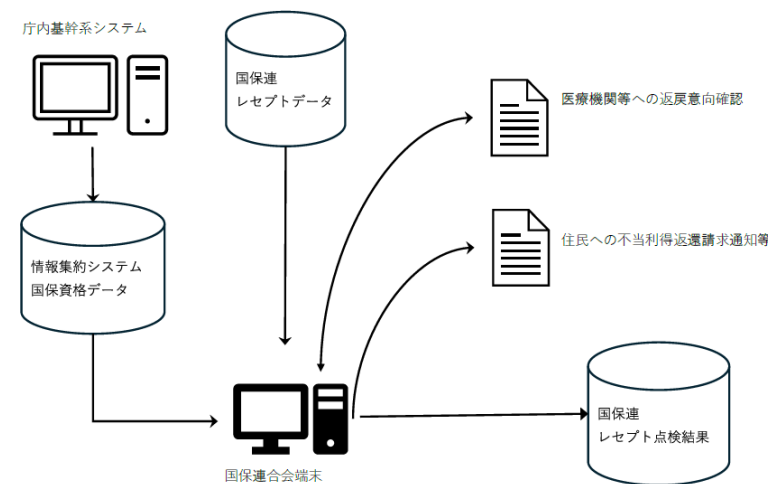 庁内基幹系システム
国保連
レセプトデータ
医療機関等への返戻意向確認
住民への不当利得返還請求通知等
情報集約システム
国保資格データ
国保連
レセプト点検結果
国保連合会端末